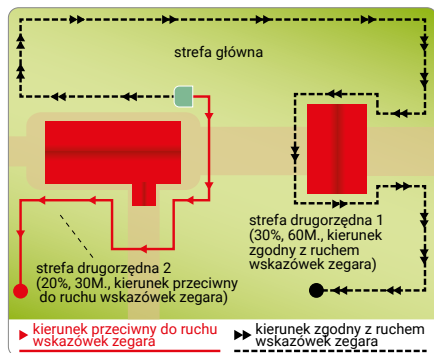 strefa główna
strefa drugorzędna 1
(30%, 60M., kierunek
zgodny z ruchem
wskazówek zegara)
strefa drugorzędna 2
(20%, 30M., kierunek przeciwny
do ruchu wskazówek zegara)
kierunek przeciwny do ruchu
wskazówek zegara
kierunek zgodny z ruchem
wskazówek zegara